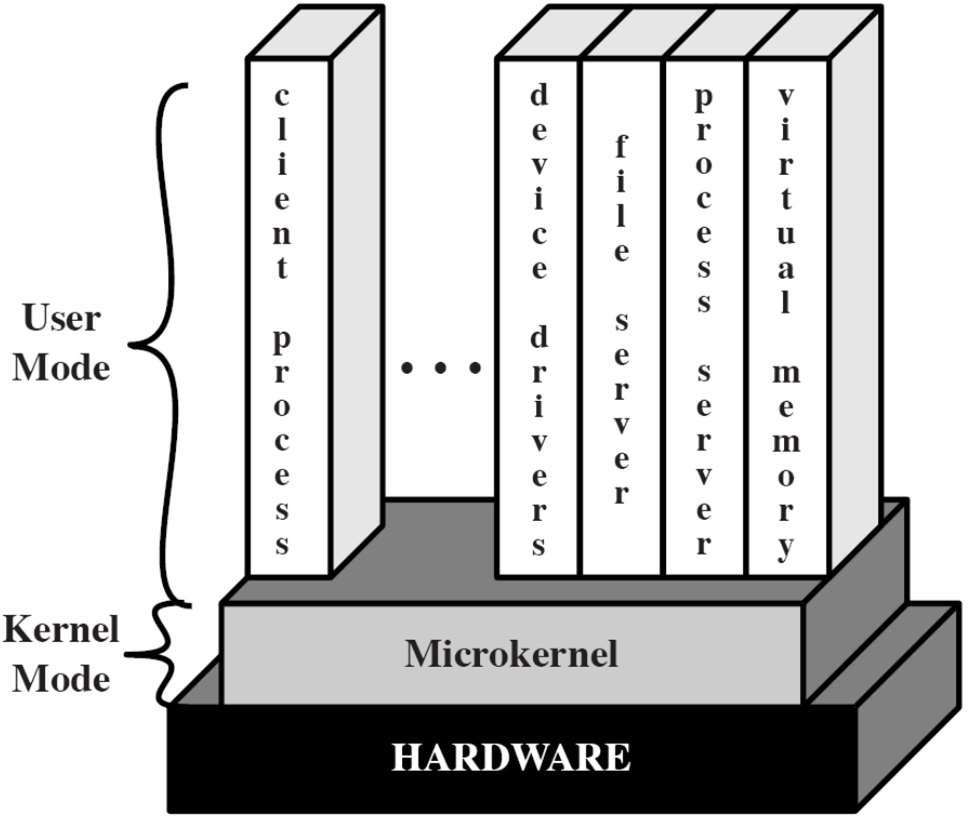 client process
device drivers
file server
process server
virtual memory
User
Mode
Kernel
Mode
Microkernel
HARDWARE